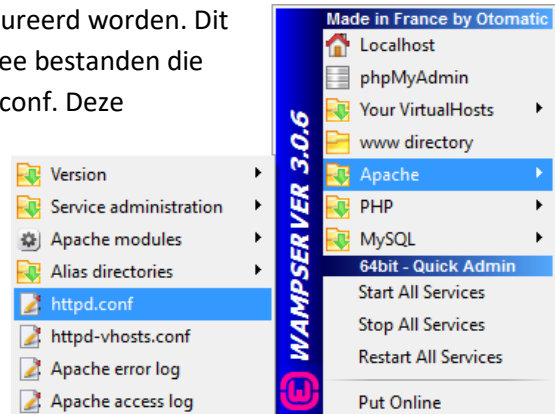 ureerd worden. Dit
ee bestanden die
conf. Deze
Made in France by Otomatic
Localhost
phpMyAdmin
Your VirtualHosts
www directory
Apache
PHP
MySQL
64bit - Quick Admin
Start All Services
Stop All Services
Restart All Services
Put Online
WAMPSERVER 3.0.6
Version
Service administration
Apache modules
Alias directories
httpd.conf
httpd-vhosts.conf
Apache error log
Apache access log